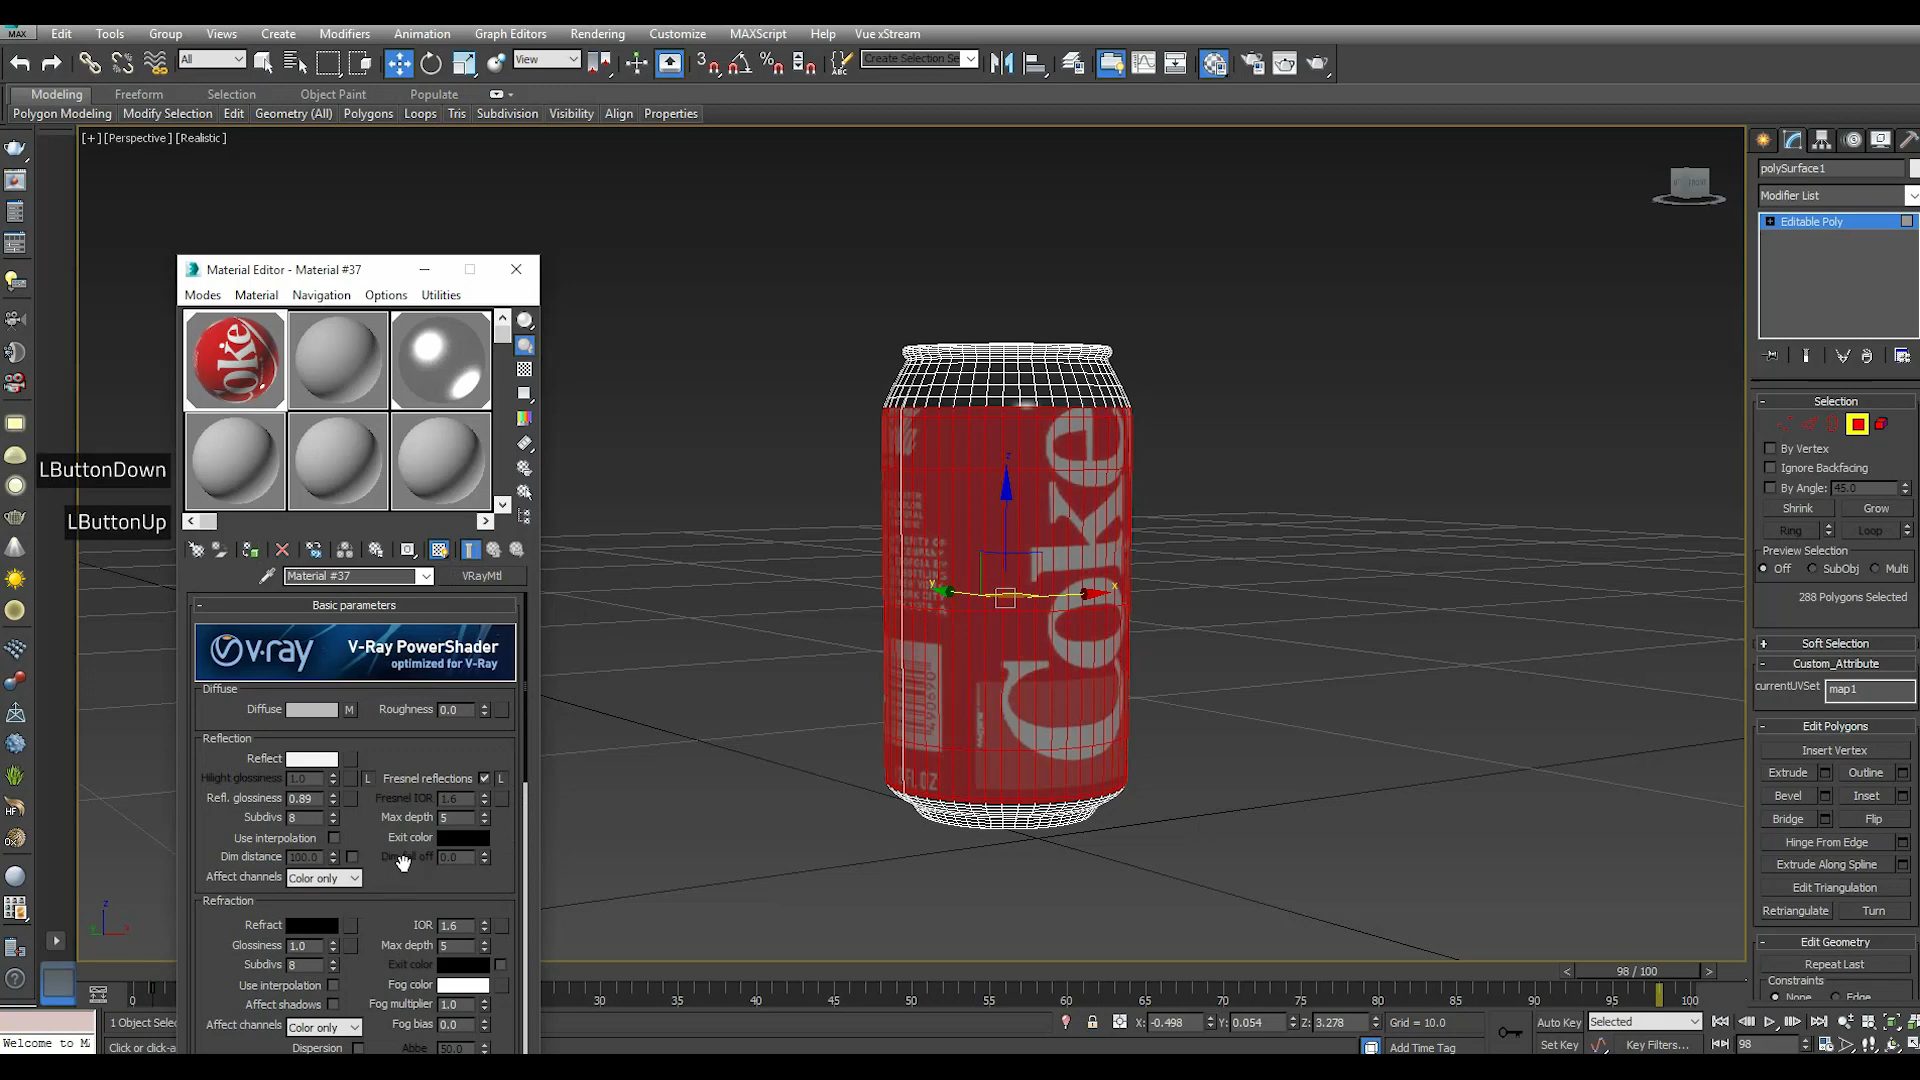 MAX Edit Tools Group Views Create Modifiers Animation Graph Editors Rendering Customize MAXScript Help Vue xStream
All View Create Selection Se
Modeling Freeform Selection Object Paint Populate
Polygon Modeling Modify Selection Edit Geometry (All) Polygons Loops Tris Subdivision Visibility Align Properties
[+] [Perspective] [Realistic]
Material Editor - Material #37
Modes Material Navigation Options Utilities
LButtonDown
LButtonUp
Material #37 VRayMtl
Basic parameters
V-Ray PowerShader
optimized for V-Ray
Diffuse
Diffuse M Roughness 0.0
Reflection
Reflect
Hilight glossiness 1.0 L Fresnel reflections L
Refl. glossiness 0.89 Fresnel IOR 1.6
Subdivs 8 Max depth 5
Use interpolation Exit color
Dim distance 100.0 0.0
Affect channels Color only
Refraction
Refract IOR 1.6
Glossiness 1.0 Max depth 5
Subdivs 8 Exit color
Use interpolation Fog color
Affect shadows Fog multiplier 1.0
Affect channels Color only Fog bias 0.0
Dispersion Abbe 50.0
Coke
z
y
x
polySurface1
Modifier List
Editable Poly
Selection
By Vertex
Ignore Backfacing
By Angle: 45.0
Shrink Grow
Ring Loop
Preview Selection
Off SubObj Multi
288 Polygons Selected
Soft Selection
Custom_Attribute
currentUVSet map1
Edit Polygons
Insert Vertex
Extrude Outline
Bevel Inset
Bridge Flip
Hinge From Edge
Extrude Along Spline
Edit Triangulation
Retriangulate Turn
Edit Geometry
Repeat Last
Constraints
None Edge
98 / 100
0 30 35 40 45 50 55 60 65 70 75 80 85 90 95 100
1 Object Selec X: -0.498 Y: 0.054 Z: 3.278 Grid = 10.0 Auto Key Selected
Welcome to M Click or click-a Add Time Tag Set Key Key Filters... 98